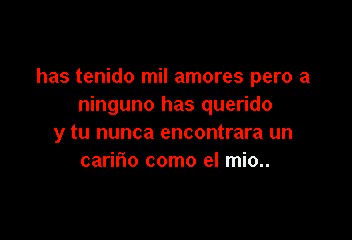 has tenido mil amores pero a
ninguno has querido
y tu nunca encontrara un
cariño como el mio..